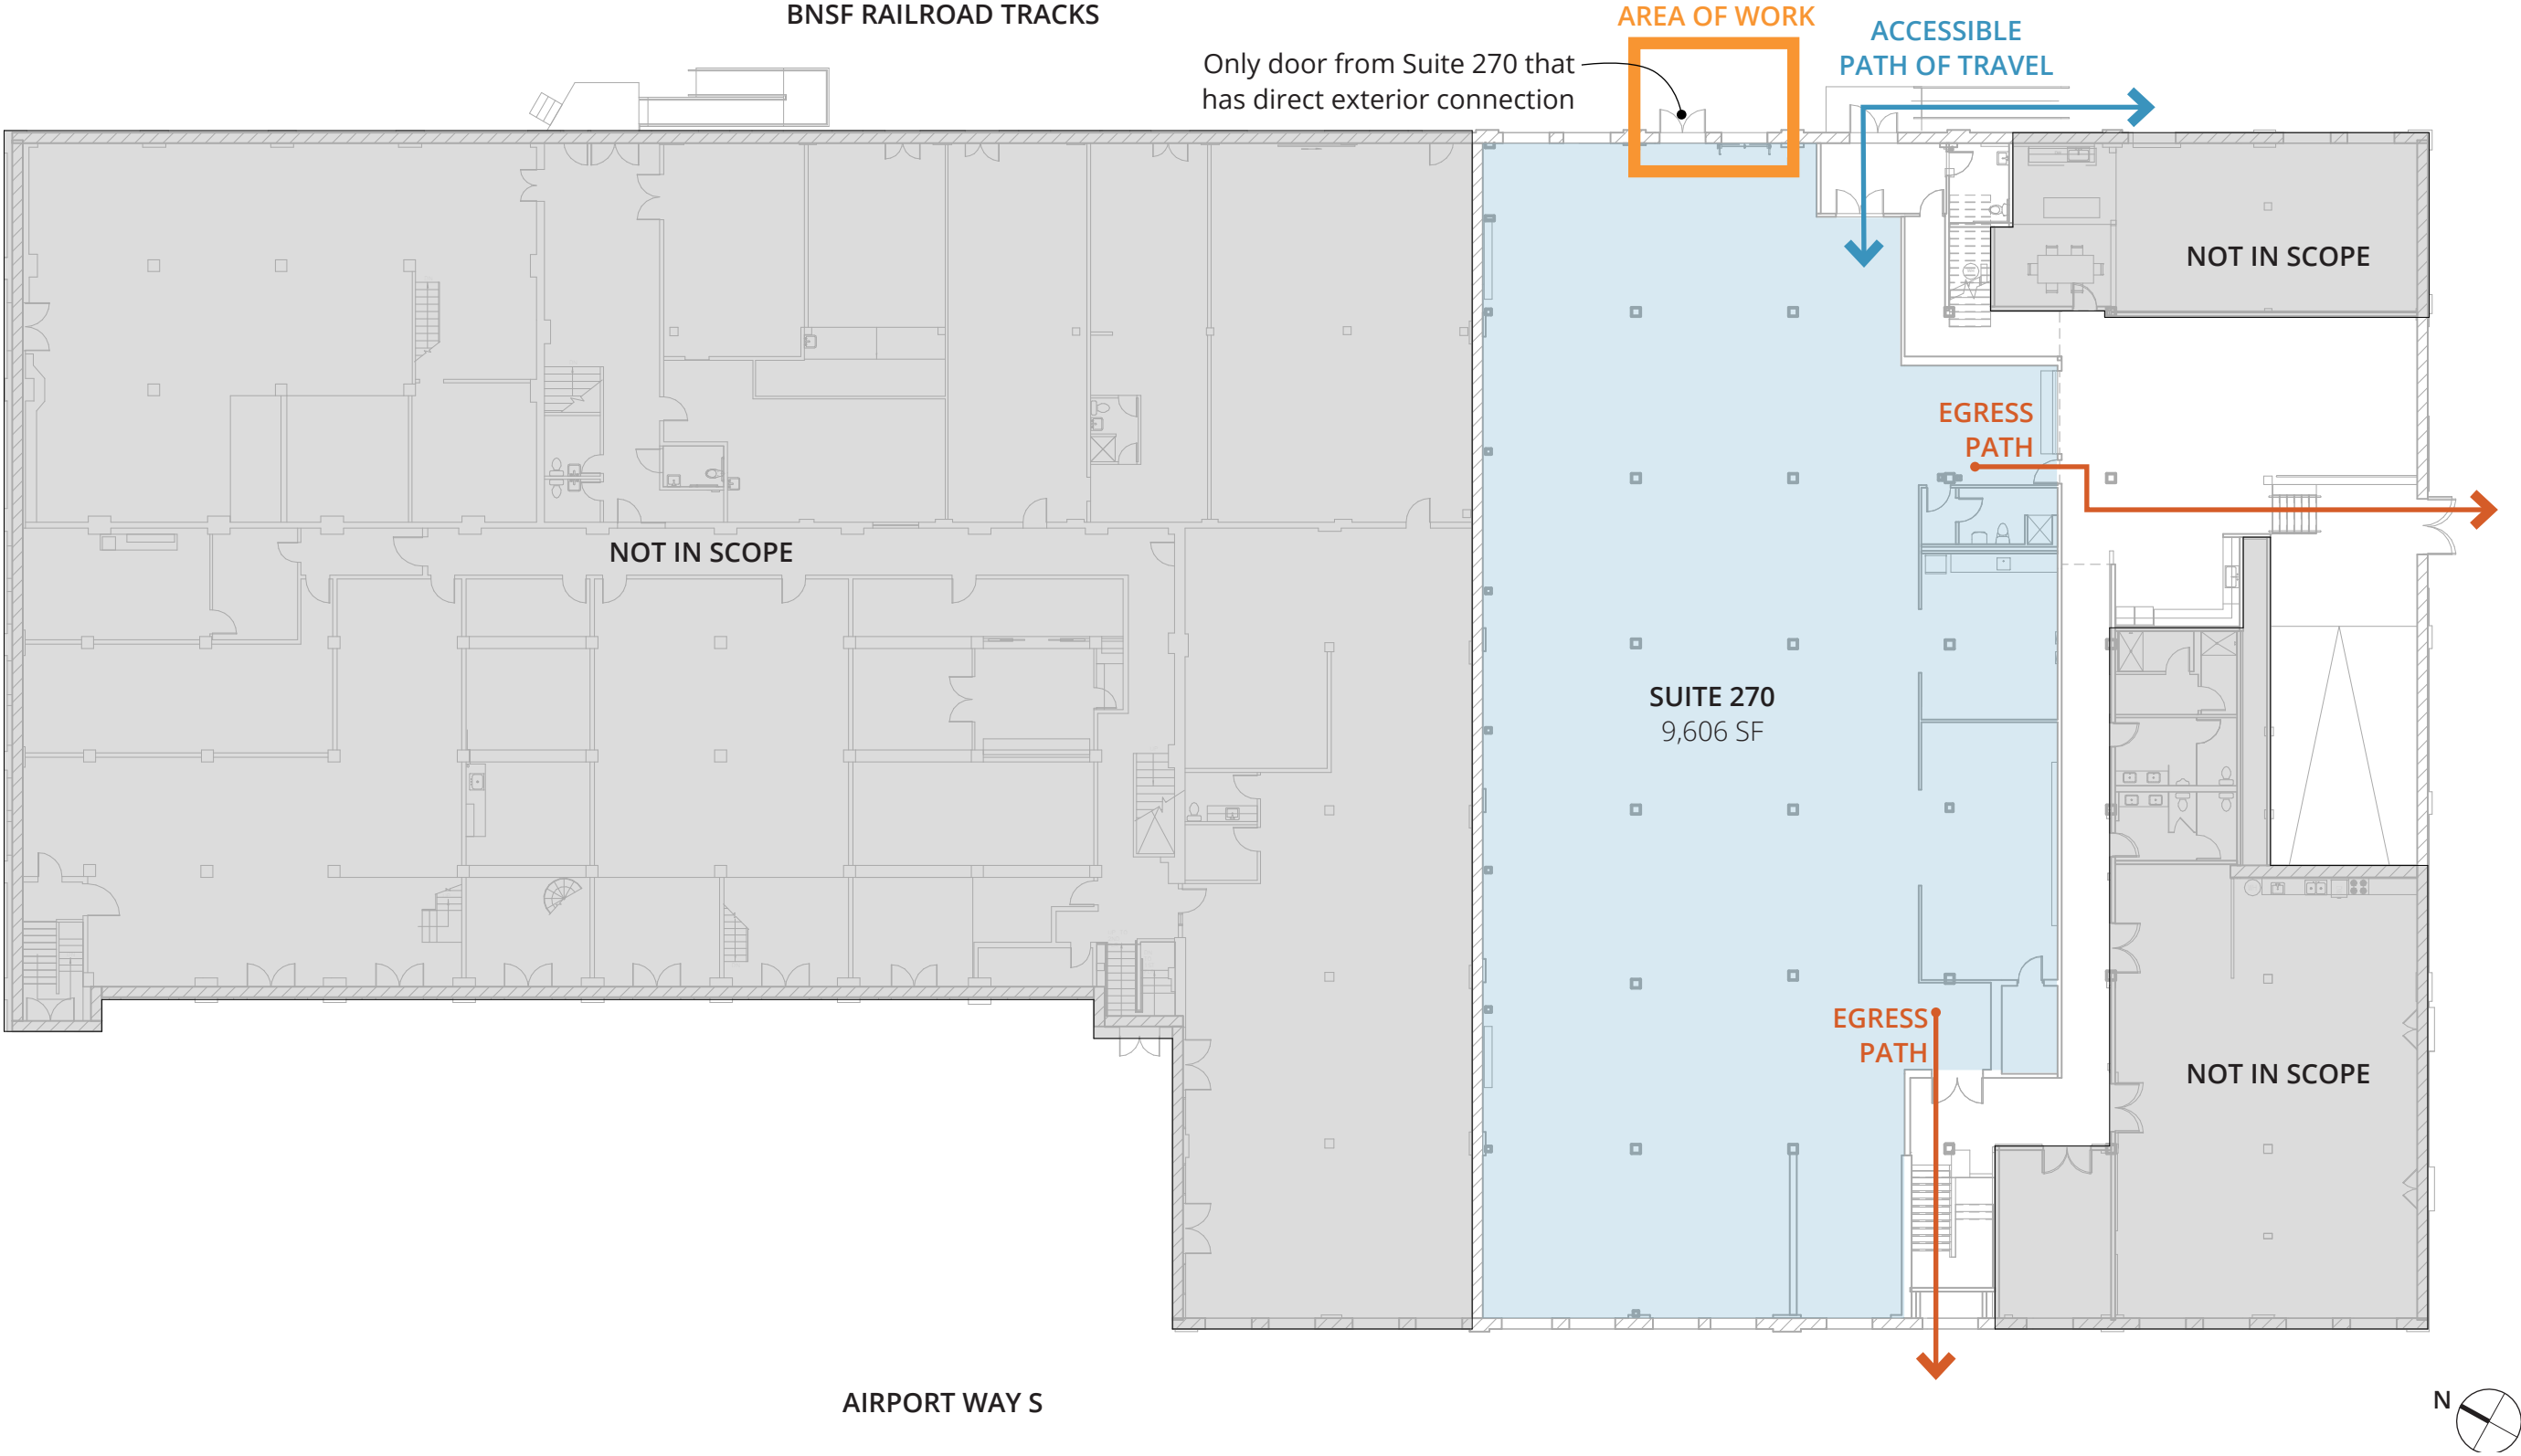 BNSF RAILROAD TRACKS
AREA OF WORK
ACCESSIBLE
PATH OF TRAVEL
Only door from Suite 270 that
has direct exterior connection
NOT IN SCOPE
EGRESS
PATH
NOT IN SCOPE
SUITE 270
9,606 SF
EGRESS
PATH
NOT IN SCOPE
AIRPORT WAY S
N